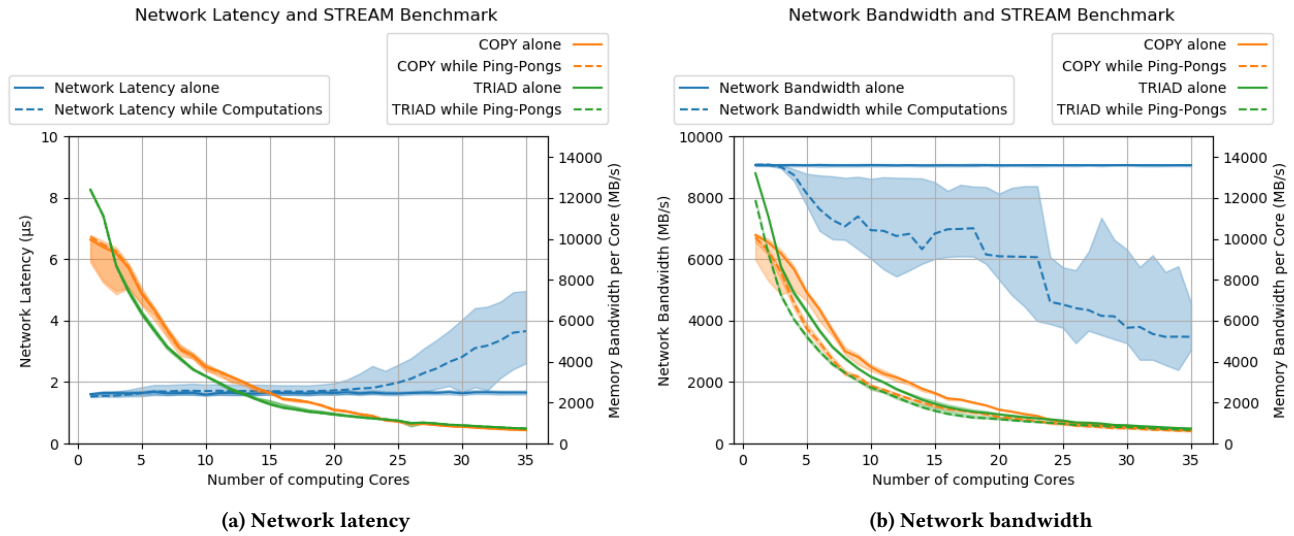 Network Latency and STREAM Benchmark
COPY alone
COPY while Ping-Pongs
TRIAD alone
TRIAD while Ping-Pongs
Network Latency alone
Network Latency while Computations
Network Latency (µs)
10
8
6
4
2
0
14000
12000
10000
8000
6000
4000
2000
0
Memory Bandwidth per Core (MB/s)
0 5 10 15 20 25 30 35
Number of computing Cores
(a) Network latency
Network Bandwidth and STREAM Benchmark
COPY alone
COPY while Ping-Pongs
TRIAD alone
TRIAD while Ping-Pongs
Network Bandwidth alone
Network Bandwidth while Computations
Network Bandwidth (MB/s)
10000
8000
6000
4000
2000
0
14000
12000
10000
8000
6000
4000
2000
0
Memory Bandwidth per Core (MB/s)
0 5 10 15 20 25 30 35
Number of computing Cores
(b) Network bandwidth